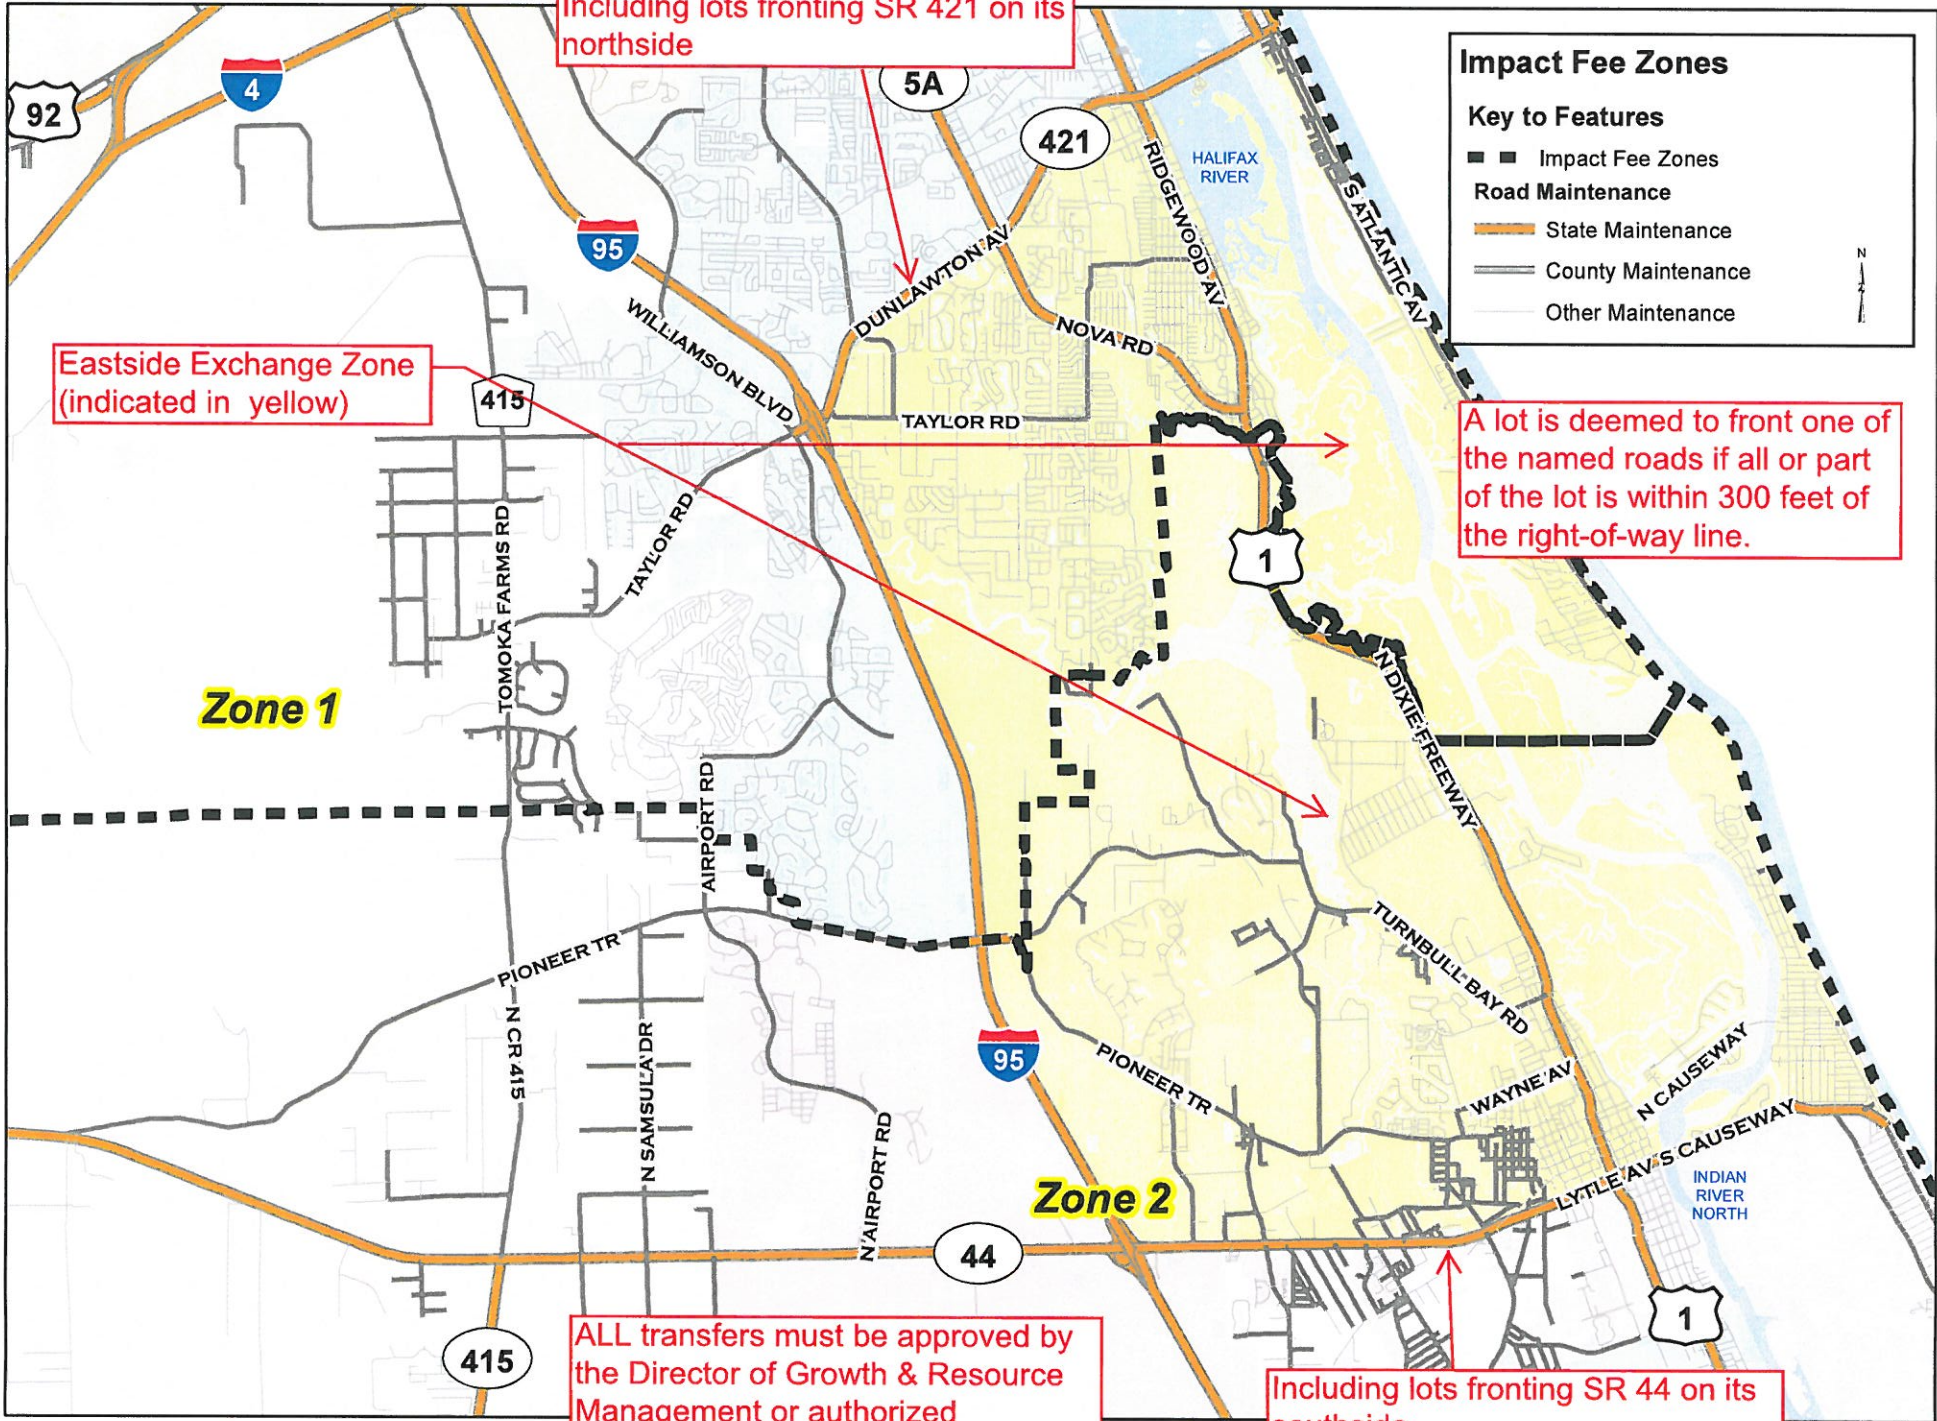 Including lots fronting SR 421 on its
northside
Impact Fee Zones
Key to Features
Impact Fee Zones
Road Maintenance
State Maintenance
County Maintenance
Other Maintenance
N
92
4
5A
421
HALIFAX
RIVER
RIDGEWOOD AV
S ATLANTIC AV
95
DUNLAWTON AV
WILLIAMSON BLVD
NOVA RD
Eastside Exchange Zone
(indicated in yellow)
415
TAYLOR RD
A lot is deemed to front one of
the named roads if all or part
of the lot is within 300 feet of
the right-of-way line.
TAYLOR RD
TOMOKA FARMS RD
1
Zone 1
N DIXIE FREEWAY
AIRPORT RD
PIONEER TR
TURNBULL BAY RD
N CR 415
N SAMSULA DR
95
PIONEER TR
WAYNE AV
N CAUSEWAY
N AIRPORT RD
Zone 2
LYTLE AV S CAUSEWAY
INDIAN
RIVER
NORTH
44
1
415
ALL transfers must be approved by
the Director of Growth & Resource
Management or authorized
Including lots fronting SR 44 on its
southside